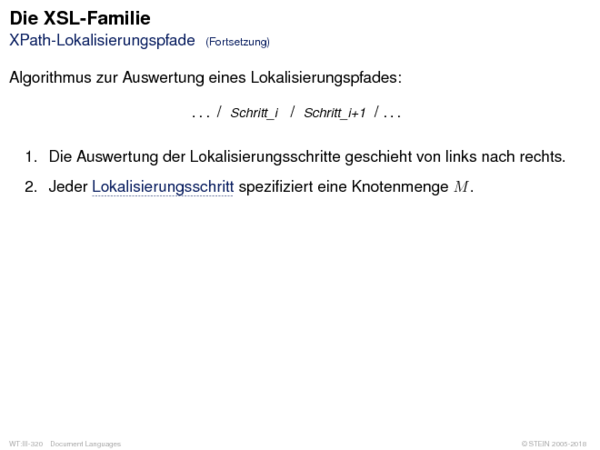 Die XSL-Familie
XPath-Lokalisierungspfade (Fortsetzung)
Algorithmus zur Auswertung eines Lokalisierungspfades:
. . . / Schritt_i / Schritt_i+1 / . . .
1. Die Auswertung der Lokalisierungsschritte geschieht von links nach rechts.
2. Jeder Lokalisierungsschritt spezifiziert eine Knotenmenge M.
WT:III-320 Document Languages © STEIN 2005-2018